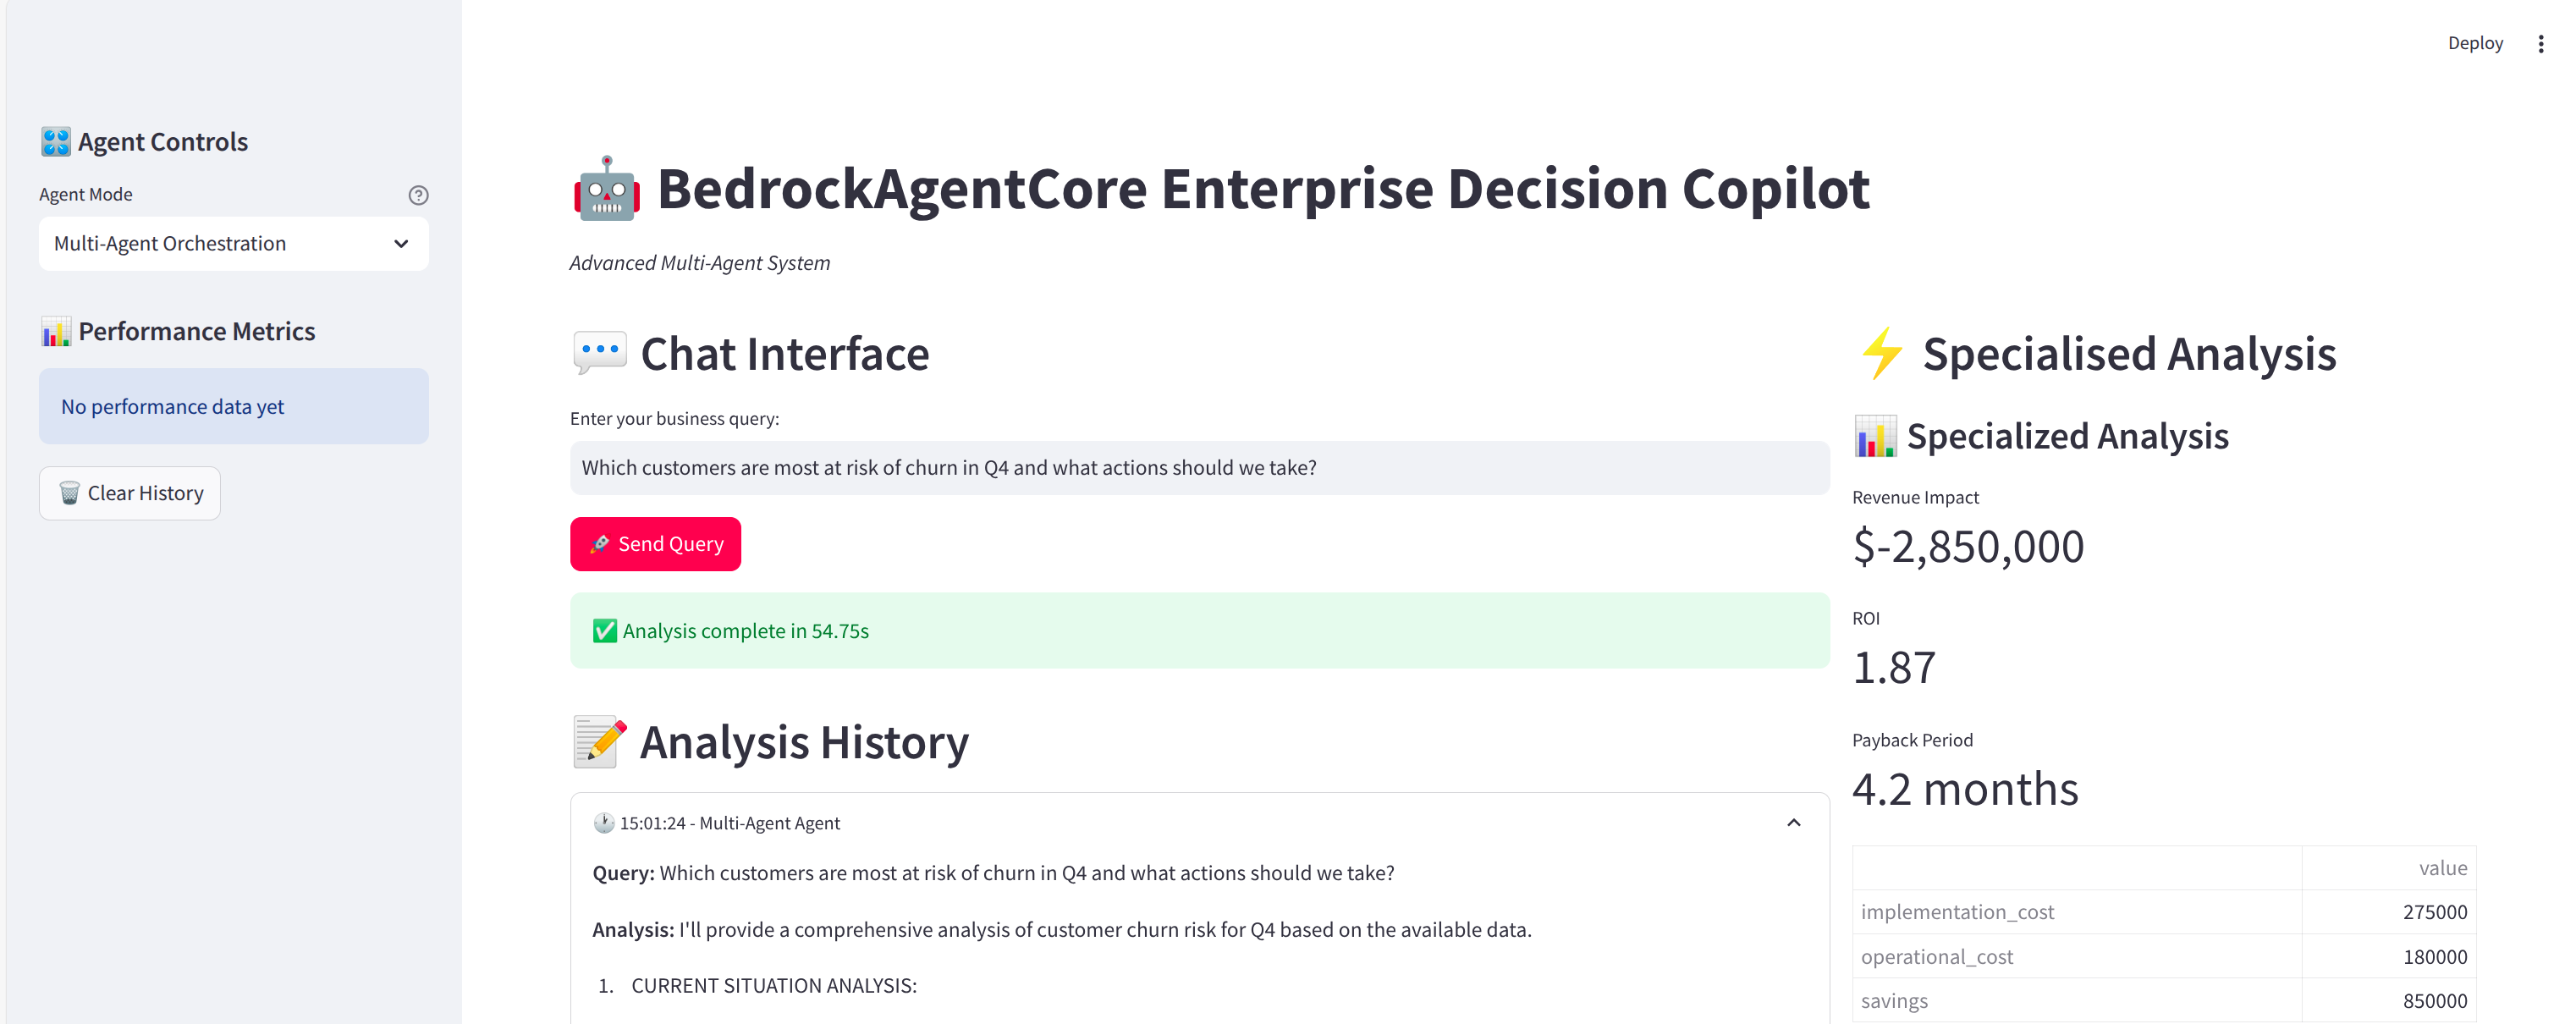 Deploy
Agent Controls
Agent Mode
Multi-Agent Orchestration
Performance Metrics
No performance data yet
Clear History
BedrockAgentCore Enterprise Decision Copilot
Advanced Multi-Agent System
Chat Interface
Enter your business query:
Which customers are most at risk of churn in Q4 and what actions should we take?
Send Query
Analysis complete in 54.75s
Analysis History
15:01:24 - Multi-Agent Agent
Query: Which customers are most at risk of churn in Q4 and what actions should we take?
Analysis: I'll provide a comprehensive analysis of customer churn risk for Q4 based on the available data.
1. CURRENT SITUATION ANALYSIS:
Specialised Analysis
Specialized Analysis
Revenue Impact
$-2,850,000
ROI
1.87
Payback Period
4.2 months
value
implementation_cost 275000
operational_cost 180000
savings 850000